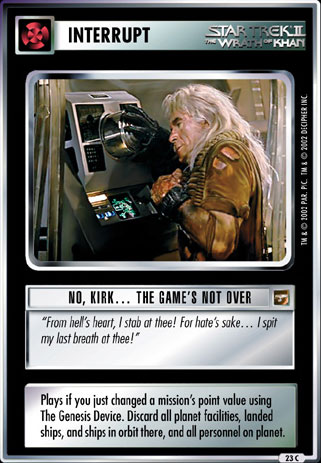 INTERRUPT
STAR TREK II
THE WRATH OF KHAN
TM & © 2002 PAR. P.C. TM & © 2002 DECIPHER INC.
NO, KIRK... THE GAME'S NOT OVER
"From hell's heart, I stab at thee! For hate's sake... I spit
my last breath at thee!"
Plays if you just changed a mission's point value using
The Genesis Device. Discard all planet facilities, landed
ships, and ships in orbit there, and all personnel on planet.
23 C